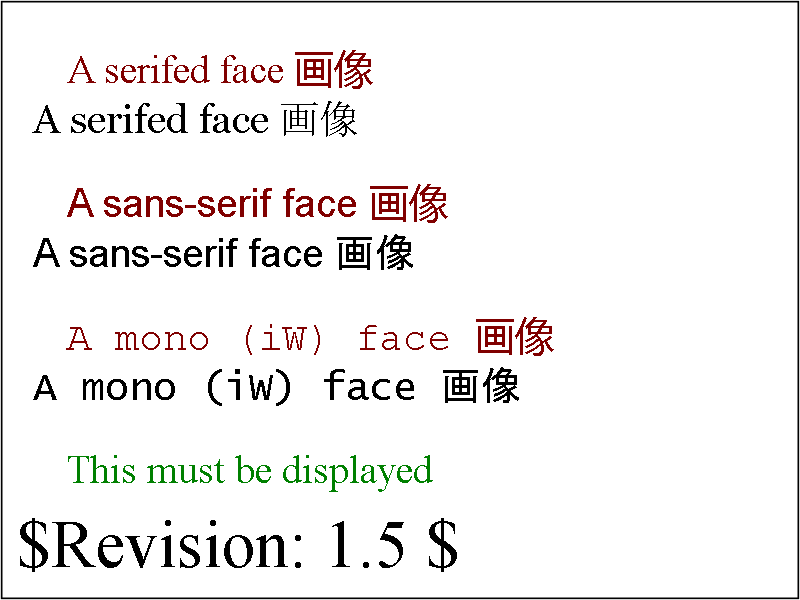 A serifed face 画像
A serifed face 画像
A sans-serif face 画像
A sans-serif face 画像
A mono (iW) face 画像
A mono (iW) face 画像
This must be displayed
$Revision: 1.5 $